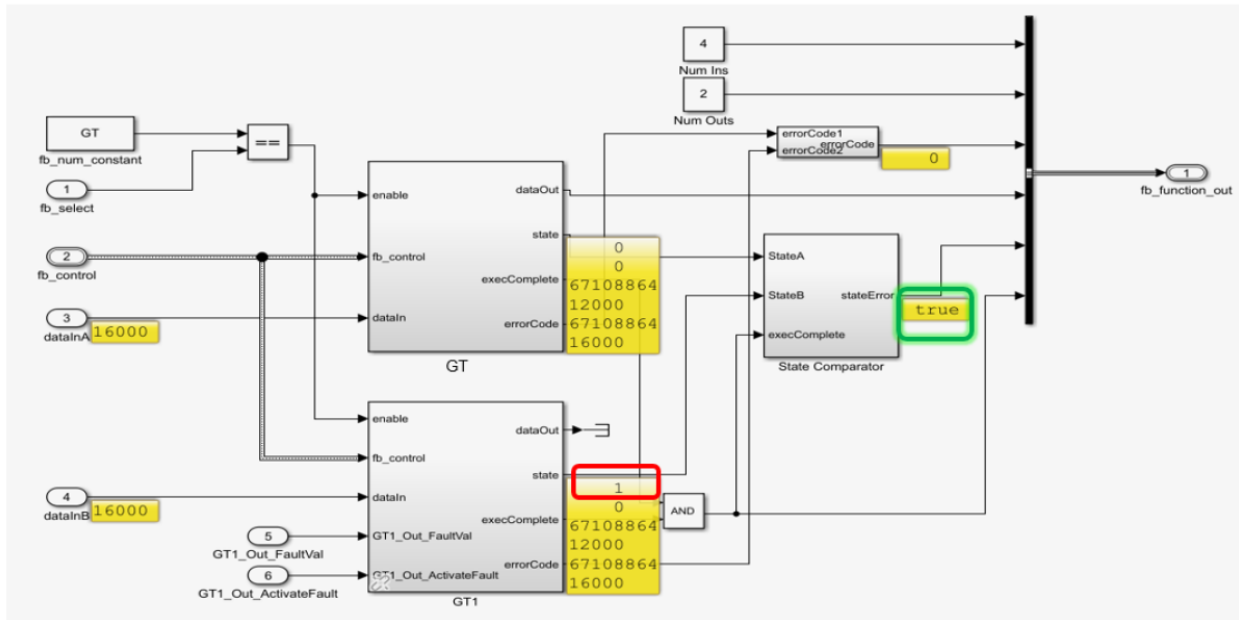 4
Num Ins
2
Num Outs
GT
fb_num_constant
==
1
fb_select
2
fb_control
3
dataInA
16000
enable
fb_control
dataIn
dataOut
state
execComplete
errorCode
GT
0
0
67108864
12000
67108864
16000
errorCode1
errorCode2
errorCode
0
StateA
StateB
execComplete
stateError
State Comparator
true
1
fb_function_out
4
dataInB
16000
5
GT1_Out_FaultVal
6
GT1_Out_ActivateFault
enable
fb_control
dataIn
GT1_Out_FaultVal
GT1_Out_ActivateFault
dataOut
state
execComplete
errorCode
GT1
1
0
67108864
12000
67108864
16000
AND